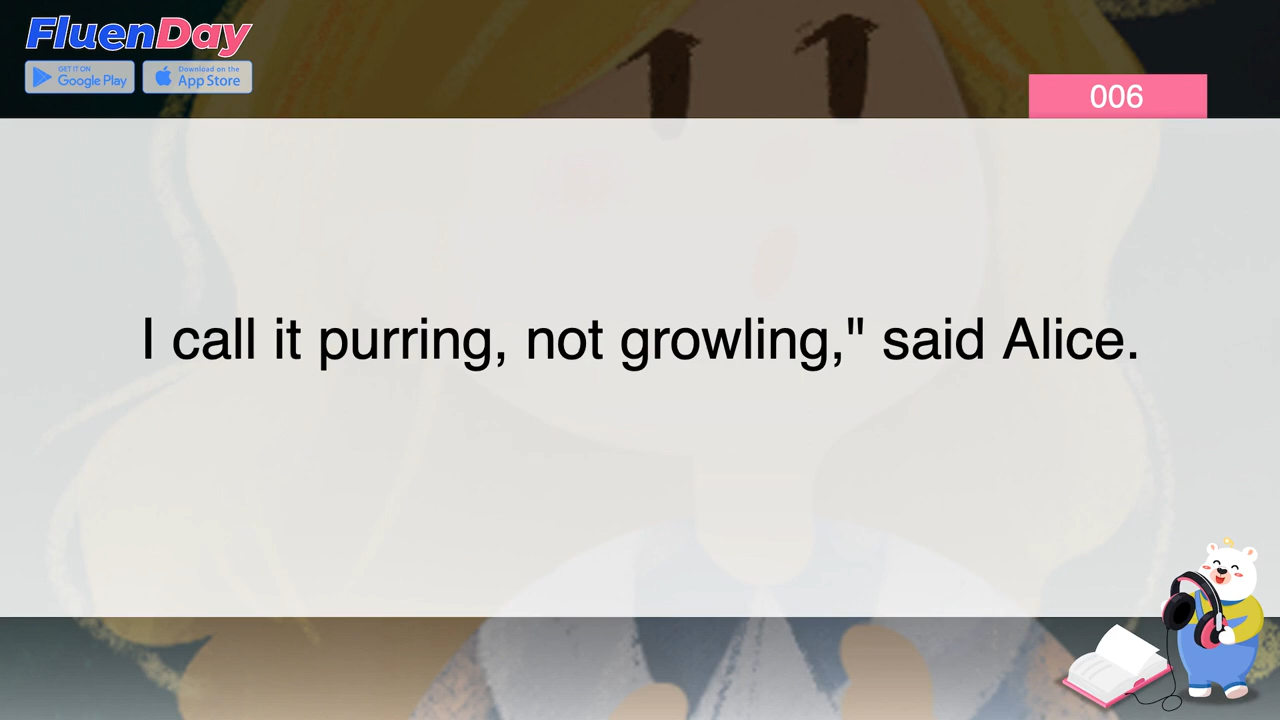 FluenDay
GET IT ON
Google Play
Download on the
App Store
006
I call it purring, not growling," said Alice.